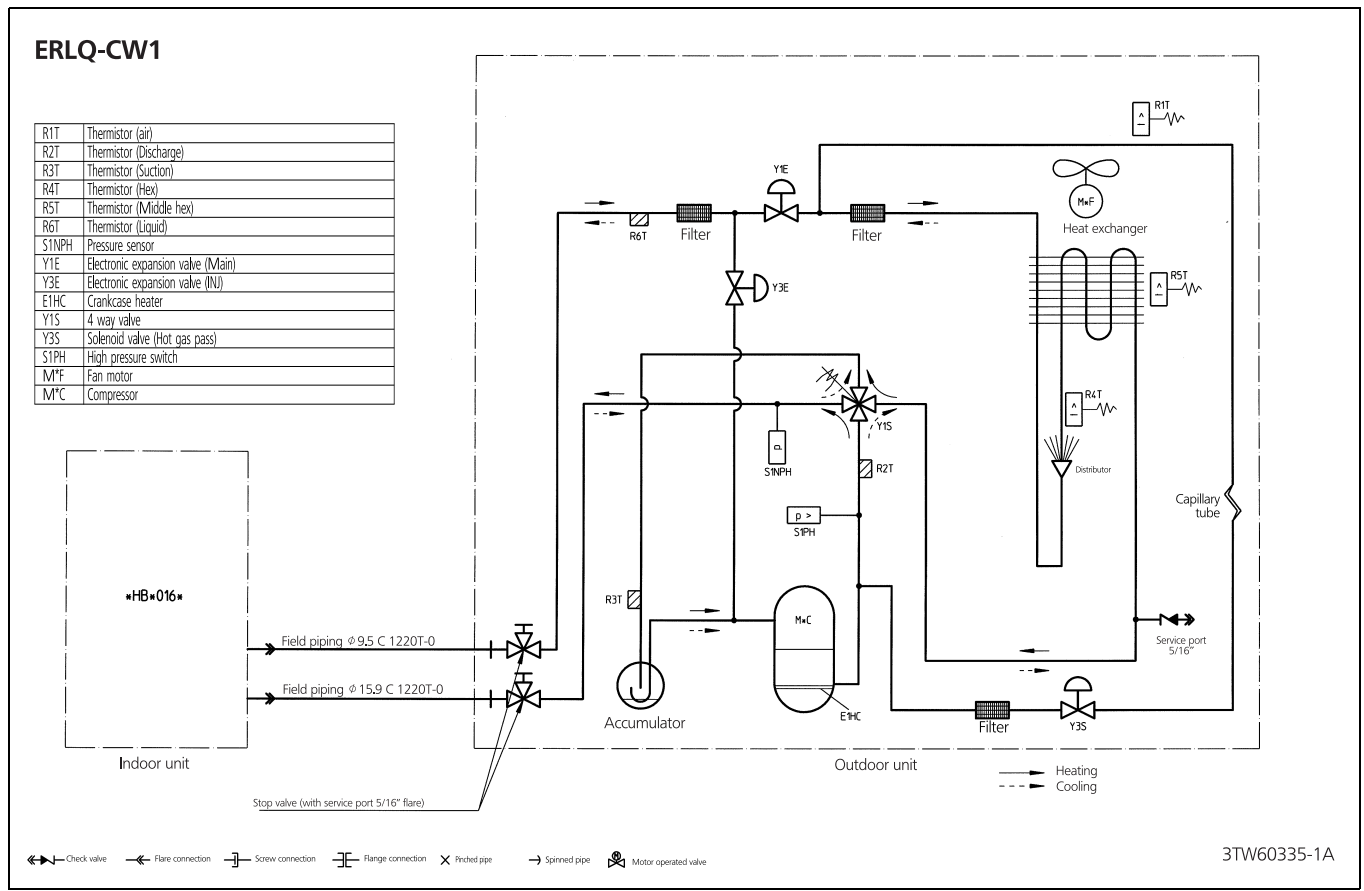 ERLQ-CW1
R1T Thermistor (air)
R2T Thermistor (Discharge)
R3T Thermistor (Suction)
R4T Thermistor (Hex)
R5T Thermistor (Middle hex)
R6T Thermistor (Liquid)
S1NPH Pressure sensor
Y1E Electronic expansion valve (Main)
Y3E Electronic expansion valve (INJ)
E1HC Crankcase heater
Y1S 4 way valve
Y3S Solenoid valve (Hot gas pass)
S1PH High pressure switch
M*F Fan motor
M*C Compressor
R1T
Y1E
M*F
R6T
Filter
Filter
Heat exchanger
R5T
Y3E
R4T
Y1S
p
S1NPH
R2T
Distributor
Capillary
tube
p >
S1PH
*HB*016*
R3T
M*C
Field piping φ9.5 C 1220T-0
Service port
5/16"
Field piping φ15.9 C 1220T-0
Accumulator
E1HC
Filter
Y3S
Indoor unit
Outdoor unit
Heating
Cooling
Stop valve (with service port 5/16" flare)
Check valve
Flare connection
Screw connection
Flange connection
Pinched pipe
Spinned pipe
M
Motor operated valve
3TW60335-1A